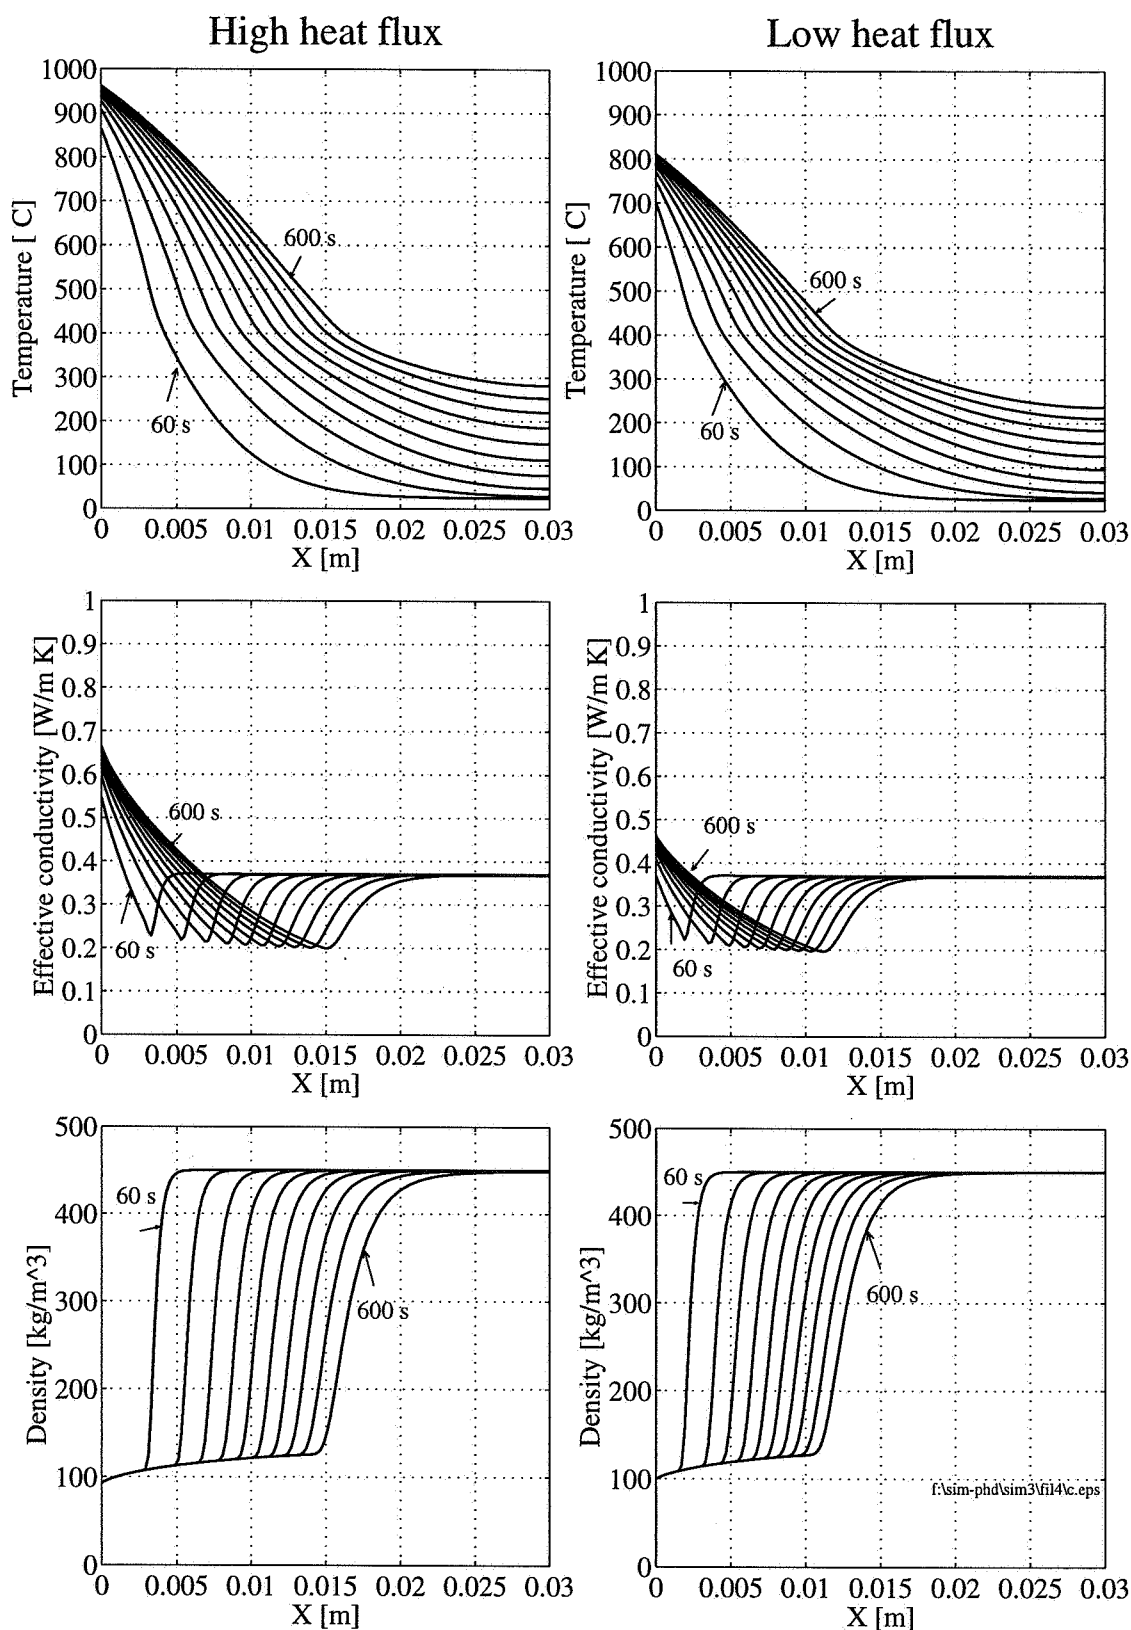 High heat flux
Low heat flux
1000
900
800
700
600
500
400
300
200
100
0
Temperature [ C]
600 s
60 s
0 0.005 0.01 0.015 0.02 0.025 0.03
X [m]
1000
900
800
700
600
500
400
300
200
100
0
Temperature [ C]
600 s
60 s
0 0.005 0.01 0.015 0.02 0.025 0.03
X [m]
1
0.9
0.8
0.7
0.6
0.5
0.4
0.3
0.2
0.1
0
Effective conductivity [W/m K]
600 s
60 s
0 0.005 0.01 0.015 0.02 0.025 0.03
X [m]
1
0.9
0.8
0.7
0.6
0.5
0.4
0.3
0.2
0.1
0
Effective conductivity [W/m K]
600 s
60 s
0 0.005 0.01 0.015 0.02 0.025 0.03
X [m]
500
400
300
200
100
0
Density [kg/m^3]
60 s
600 s
0 0.005 0.01 0.015 0.02 0.025 0.03
X [m]
500
400
300
200
100
0
Density [kg/m^3]
60 s
600 s
f:\sim-phd\sim3\fil4\c.eps
0 0.005 0.01 0.015 0.02 0.025 0.03
X [m]